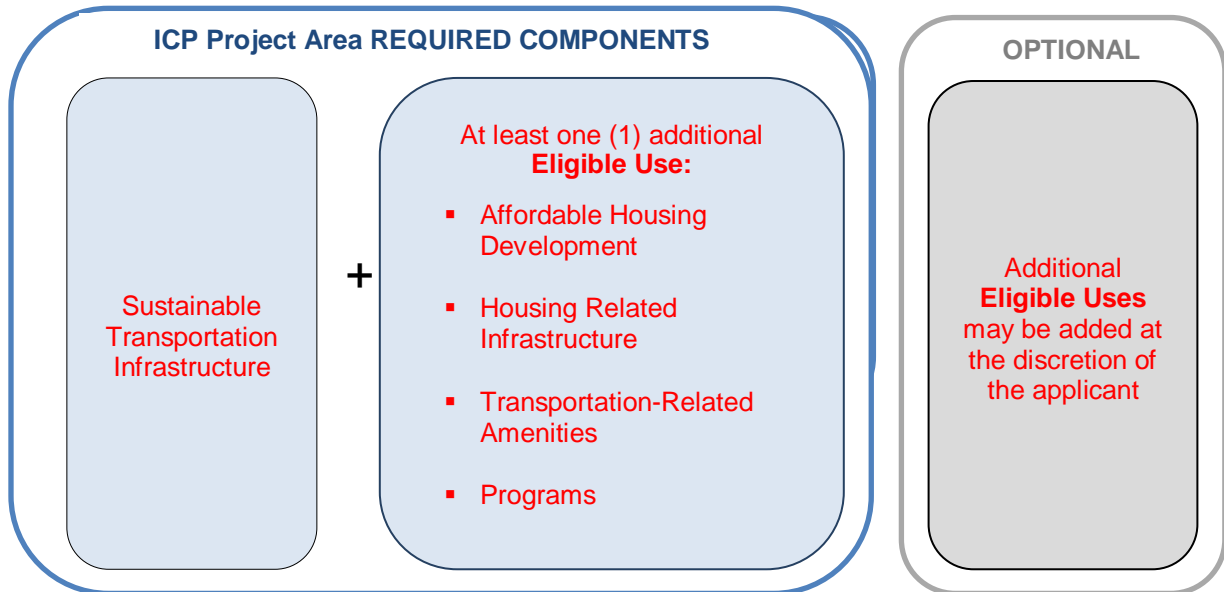 ICP Project Area REQUIRED COMPONENTS
Sustainable
Transportation
Infrastructure
+
At least one (1) additional
Eligible Use:
▪ Affordable Housing
Development
▪ Housing Related
Infrastructure
▪ Transportation-Related
Amenities
▪ Programs
OPTIONAL
Additional
Eligible Uses
may be added at
the discretion of
the applicant